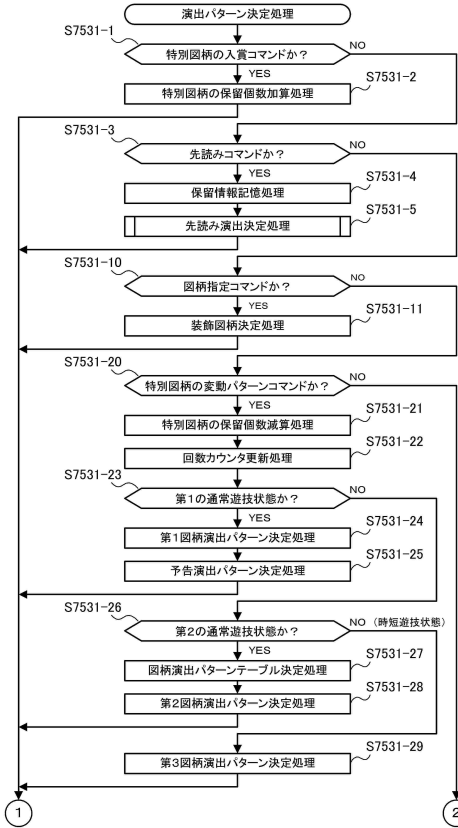 演出パターン決定処理
S7531-1
特別図柄の入賞コマンドか？
NO
YES
S7531-2
特別図柄の保留個数加算処理
S7531-3
先読みコマンドか？
NO
YES
S7531-4
保留情報記憶処理
S7531-5
先読み演出決定処理
S7531-10
図柄指定コマンドか？
NO
YES
S7531-11
装飾図柄決定処理
S7531-20
特別図柄の変動パターンコマンドか？
NO
YES
S7531-21
特別図柄の保留個数減算処理
S7531-22
回数カウンタ更新処理
S7531-23
第1の通常遊技状態か？
NO
YES
S7531-24
第1図柄演出パターン決定処理
S7531-25
予告演出パターン決定処理
S7531-26
第2の通常遊技状態か？
NO（時短遊技状態）
YES
S7531-27
図柄演出パターンテーブル決定処理
S7531-28
第2図柄演出パターン決定処理
S7531-29
第3図柄演出パターン決定処理
1
2